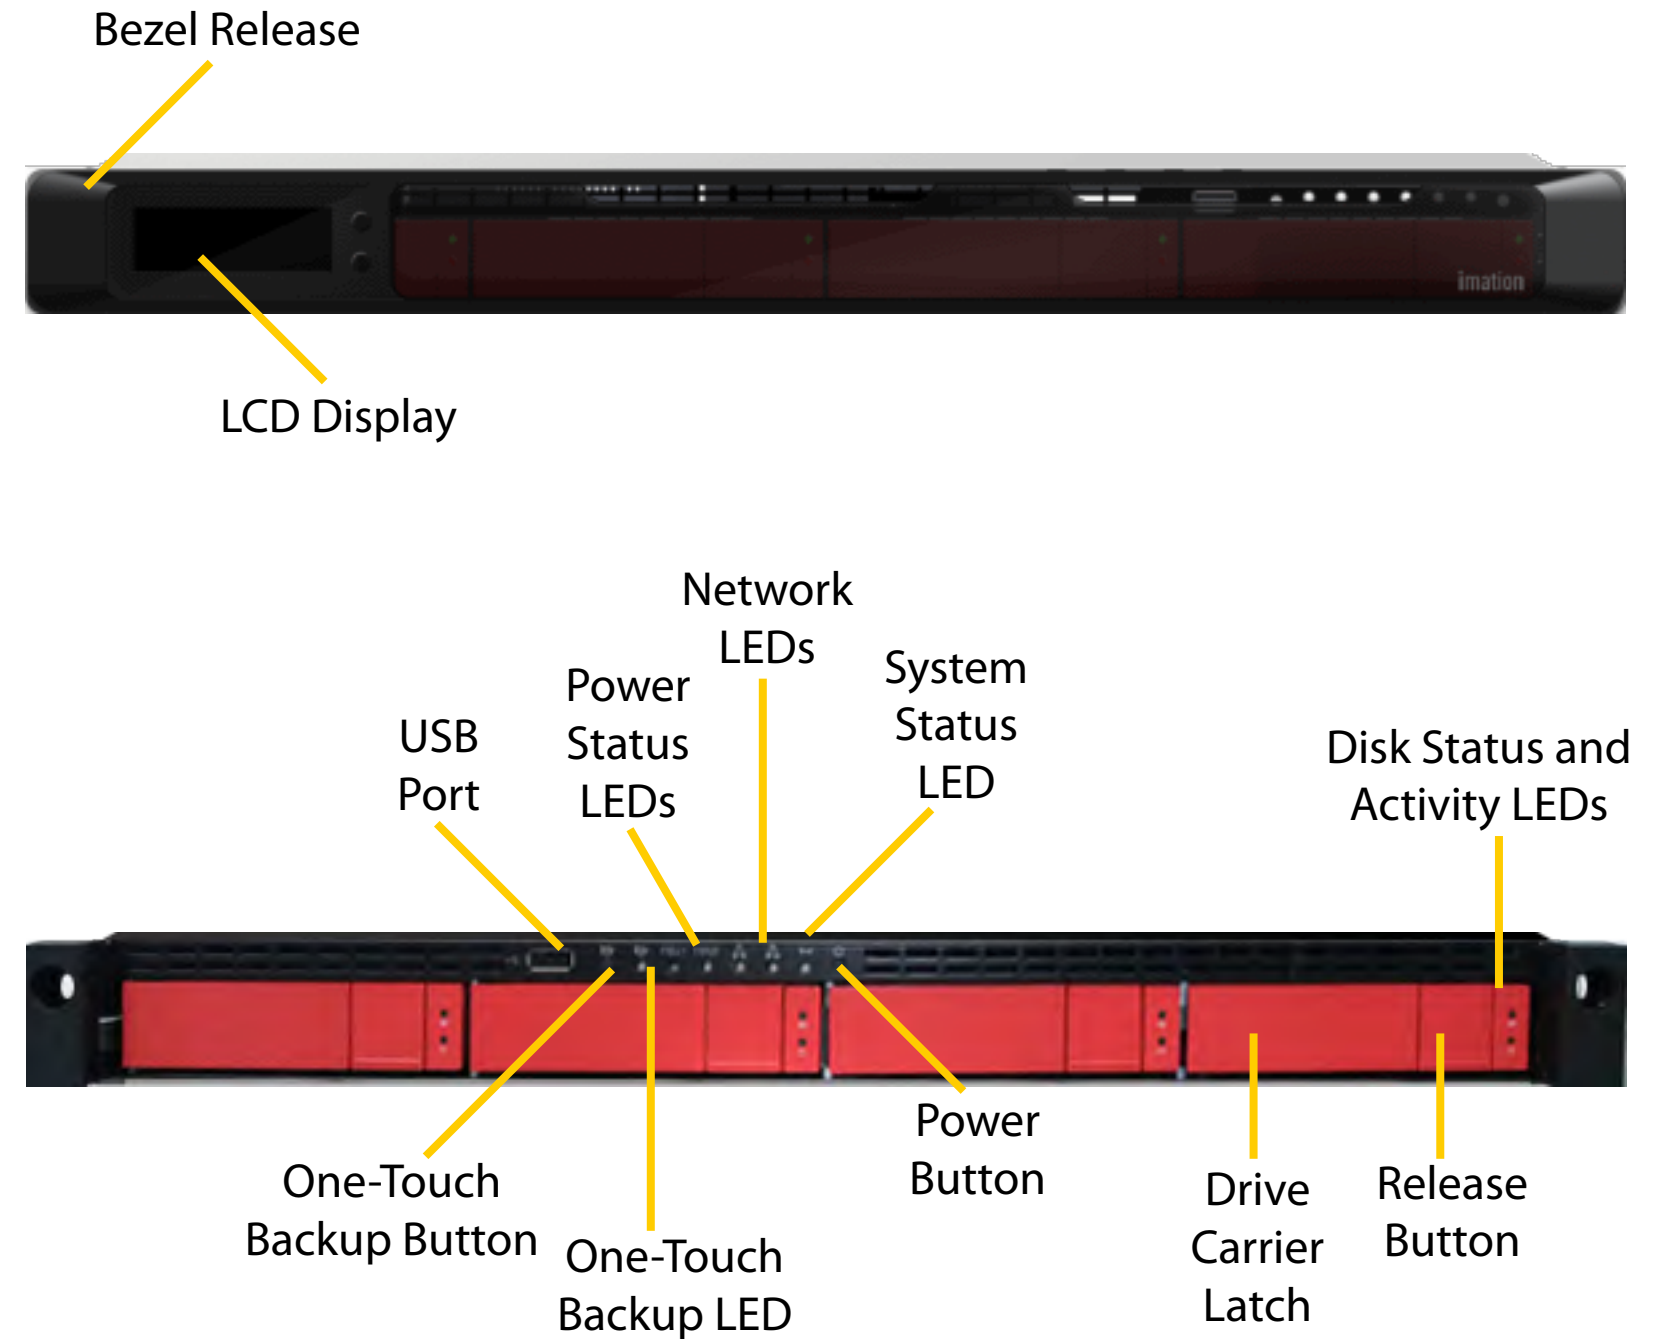 Bezel Release
imation
LCD Display
Network
LEDs
System
Status
LED
Power
Status
LEDs
USB
Port
Disk Status and
Activity LEDs
One-Touch
Backup Button
One-Touch
Backup LED
Power
Button
Drive
Carrier
Latch
Release
Button